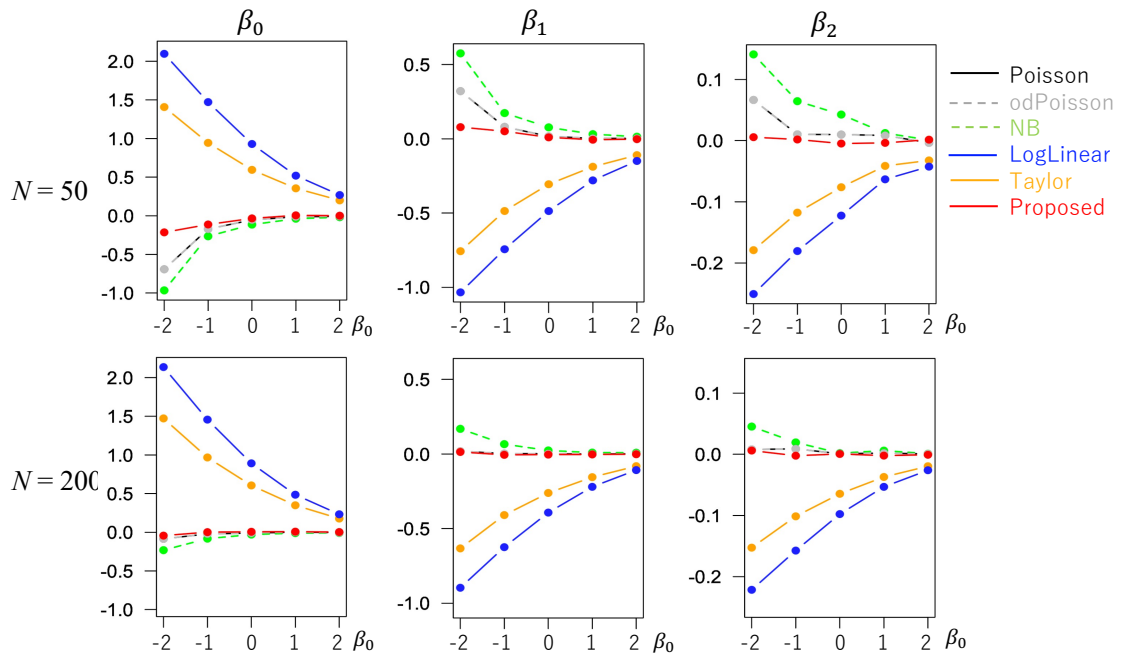 β₀ β₁ β₂
2.0
1.5
1.0
0.5
0.0
-0.5
-1.0
N = 50
-2 -1 0 1 2 β₀
0.5
0.0
-0.5
-1.0
-2 -1 0 1 2 β₀
0.1
0.0
-0.1
-0.2
-2 -1 0 1 2 β₀
Poisson
odPoisson
NB
LogLinear
Taylor
Proposed
2.0
1.5
1.0
0.5
0.0
-0.5
-1.0
N = 200
-2 -1 0 1 2 β₀
0.5
0.0
-0.5
-1.0
-2 -1 0 1 2 β₀
0.1
0.0
-0.1
-0.2
-2 -1 0 1 2 β₀